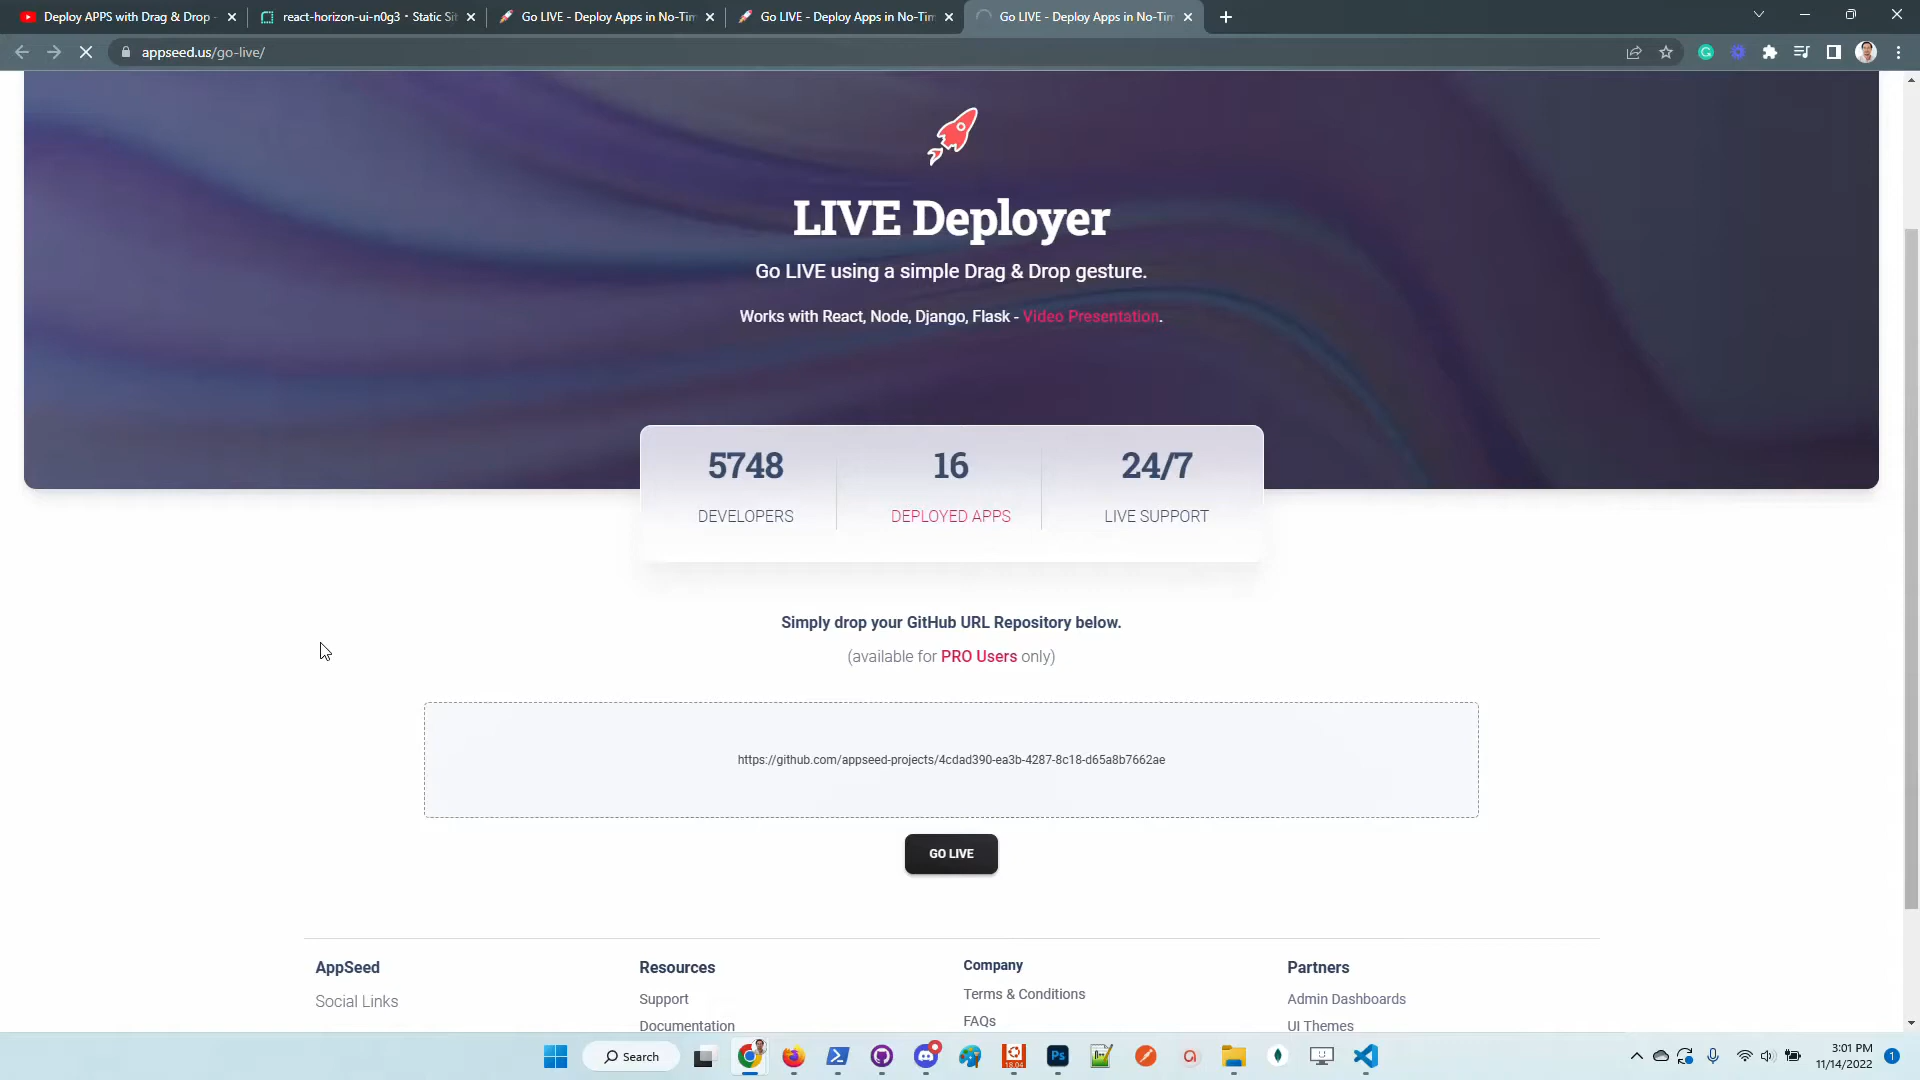 Deploy APPS with Drag & Drop -
react-horizon-ui-n0g3 • Static Sit
Go LIVE - Deploy Apps in No-Tim
Go LIVE - Deploy Apps in No-Tim
Go LIVE - Deploy Apps in No-Tim
appseed.us/go-live/
LIVE Deployer
Go LIVE using a simple Drag & Drop gesture.
Works with React, Node, Django, Flask - Video Presentation.
5748
16
24/7
DEVELOPERS
DEPLOYED APPS
LIVE SUPPORT
Simply drop your GitHub URL Repository below.
(available for PRO Users only)
https://github.com/appseed-projects/4cdad390-ea3b-4287-8c18-d65a8b7662ae
GO LIVE
AppSeed
Resources
Company
Partners
Social Links
Support
Terms & Conditions
Admin Dashboards
Documentation
FAQs
UI Themes
Search
Ps
18.04
3:01 PM
11/14/2022
1